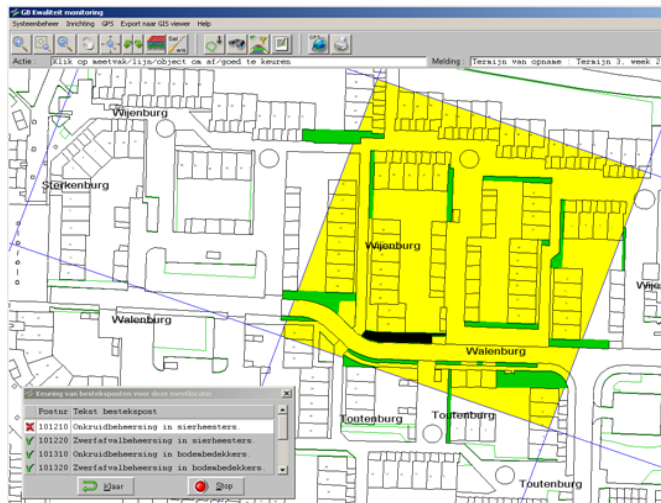 GB Kwaliteit monitoring
Systeembeheer Inrichting GPS Export naar GIS viewer Help
Actie : Klik op meetvak/lijn/object om af/goed te keuren Melding : Termijn van opname : Termijn 3, week 2
Wijenburg
Sterkenburg
Wijenburg
Wije
Walenburg
Walenburg
Toutenburg
Toutenburg
Toutenburg
Keuring van bestekposten voor deze meetlocatie
Postnr Tekst bestekspost
101210 Onkruidbeheersing in sierheesters.
101220 Zwerfafvalbeheersing in sierheesters.
101310 Onkruidbeheersing in bodembedekkers.
101320 Zwerfafvalbeheersing in bodembedekkers.
Klaar Stop